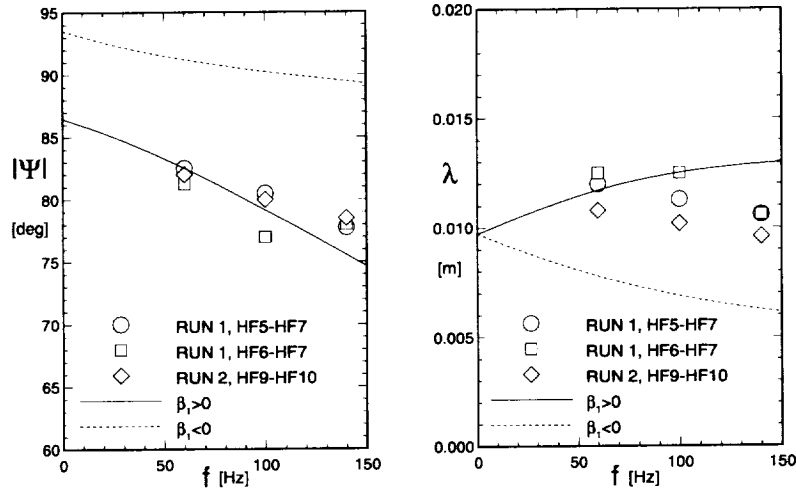 95
90
85
|Ψ|
80
[deg]
75
70
65
60
RUN 1, HF5-HF7
RUN 1, HF6-HF7
RUN 2, HF9-HF10
β₁>0
β₁<0
0 50 100 150
f [Hz]
0.020
0.015
λ
0.010
[m]
0.005
0.000
RUN 1, HF5-HF7
RUN 1, HF6-HF7
RUN 2, HF9-HF10
β₁>0
β₁<0
0 50 100 150
f [Hz]